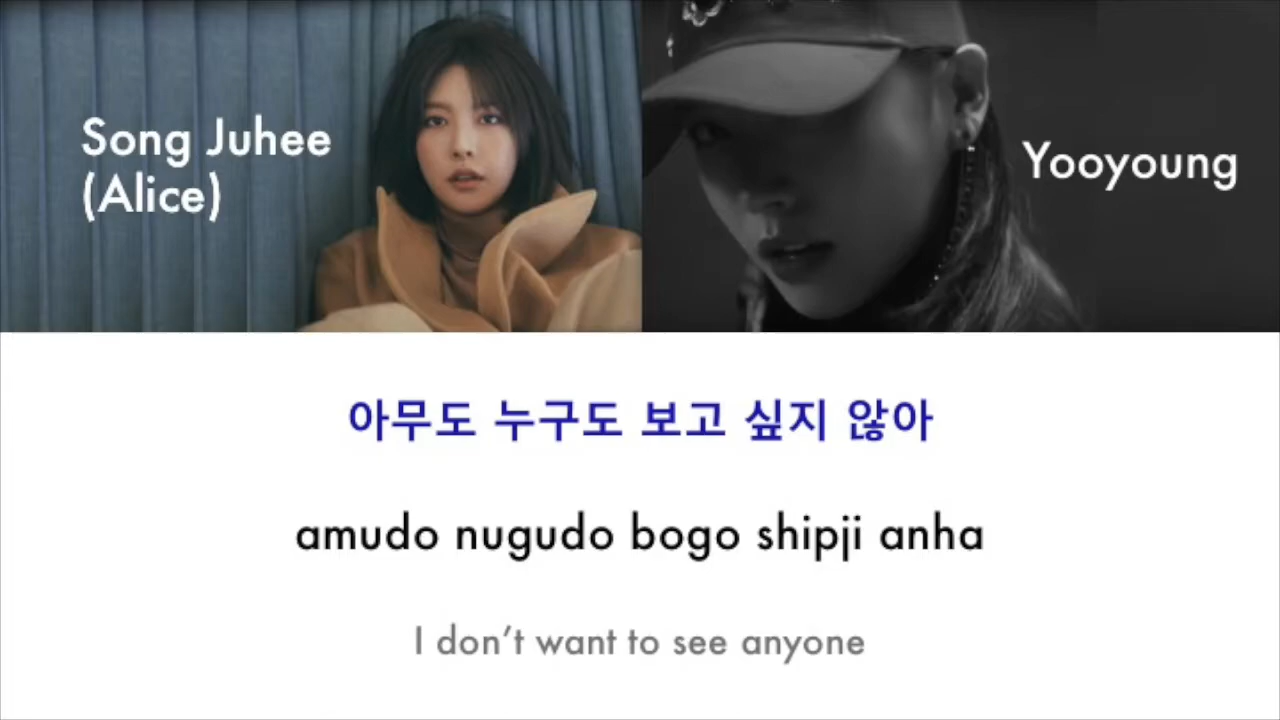 Song Juhee
(Alice)
Yooyoung
아무도 누구도 보고 싶지 않아
amudo nugudo bogo shipji anha
I don't want to see anyone